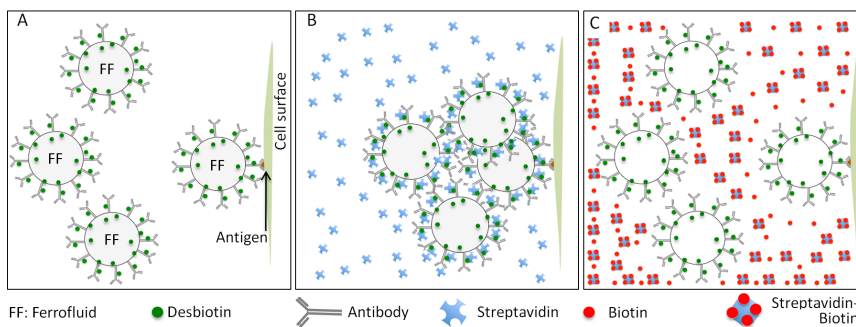 A
B
C
FF
FF
FF
FF
Cell surface
Antigen
FF: Ferrofluid
Desbiotin
Antibody
Streptavidin
Biotin
Streptavidin-
Biotin